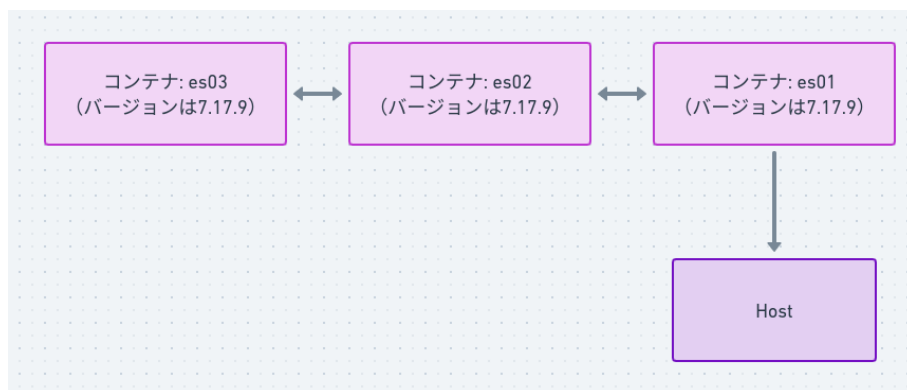 コンテナ: es03
（バージョンは7.17.9）
コンテナ: es02
（バージョンは7.17.9）
コンテナ: es01
（バージョンは7.17.9）
Host